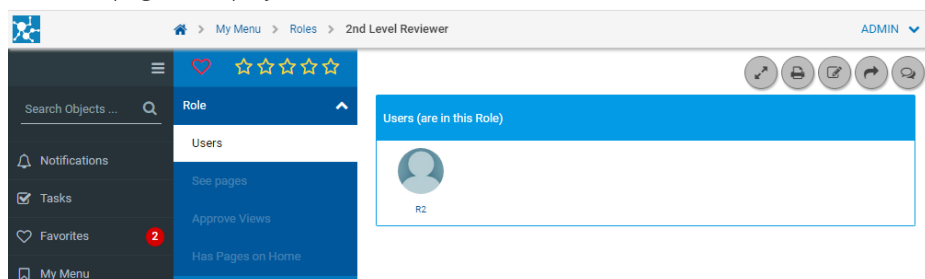 My Menu > Roles > 2nd Level Reviewer
ADMIN
Search Objects ...
Role
Users (are in this Role)
Users
Notifications
See pages
Tasks
R2
Approve Views
Favorites 2
Has Pages on Home
My Menu